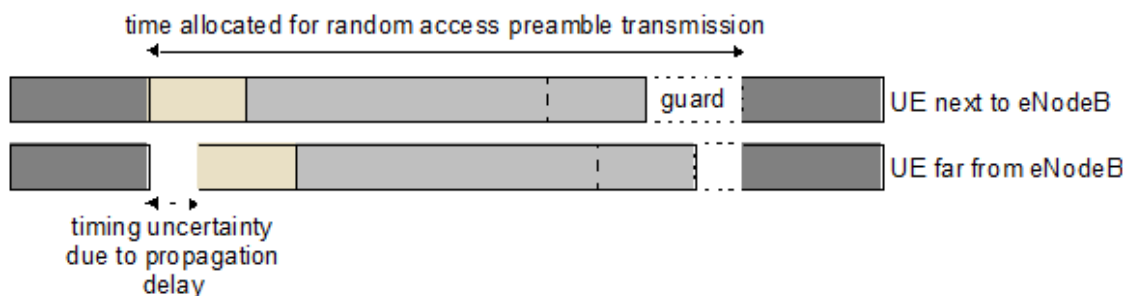 time allocated for random access preamble transmission
guard
UE next to eNodeB
UE far from eNodeB
timing uncertainty
due to propagation
delay